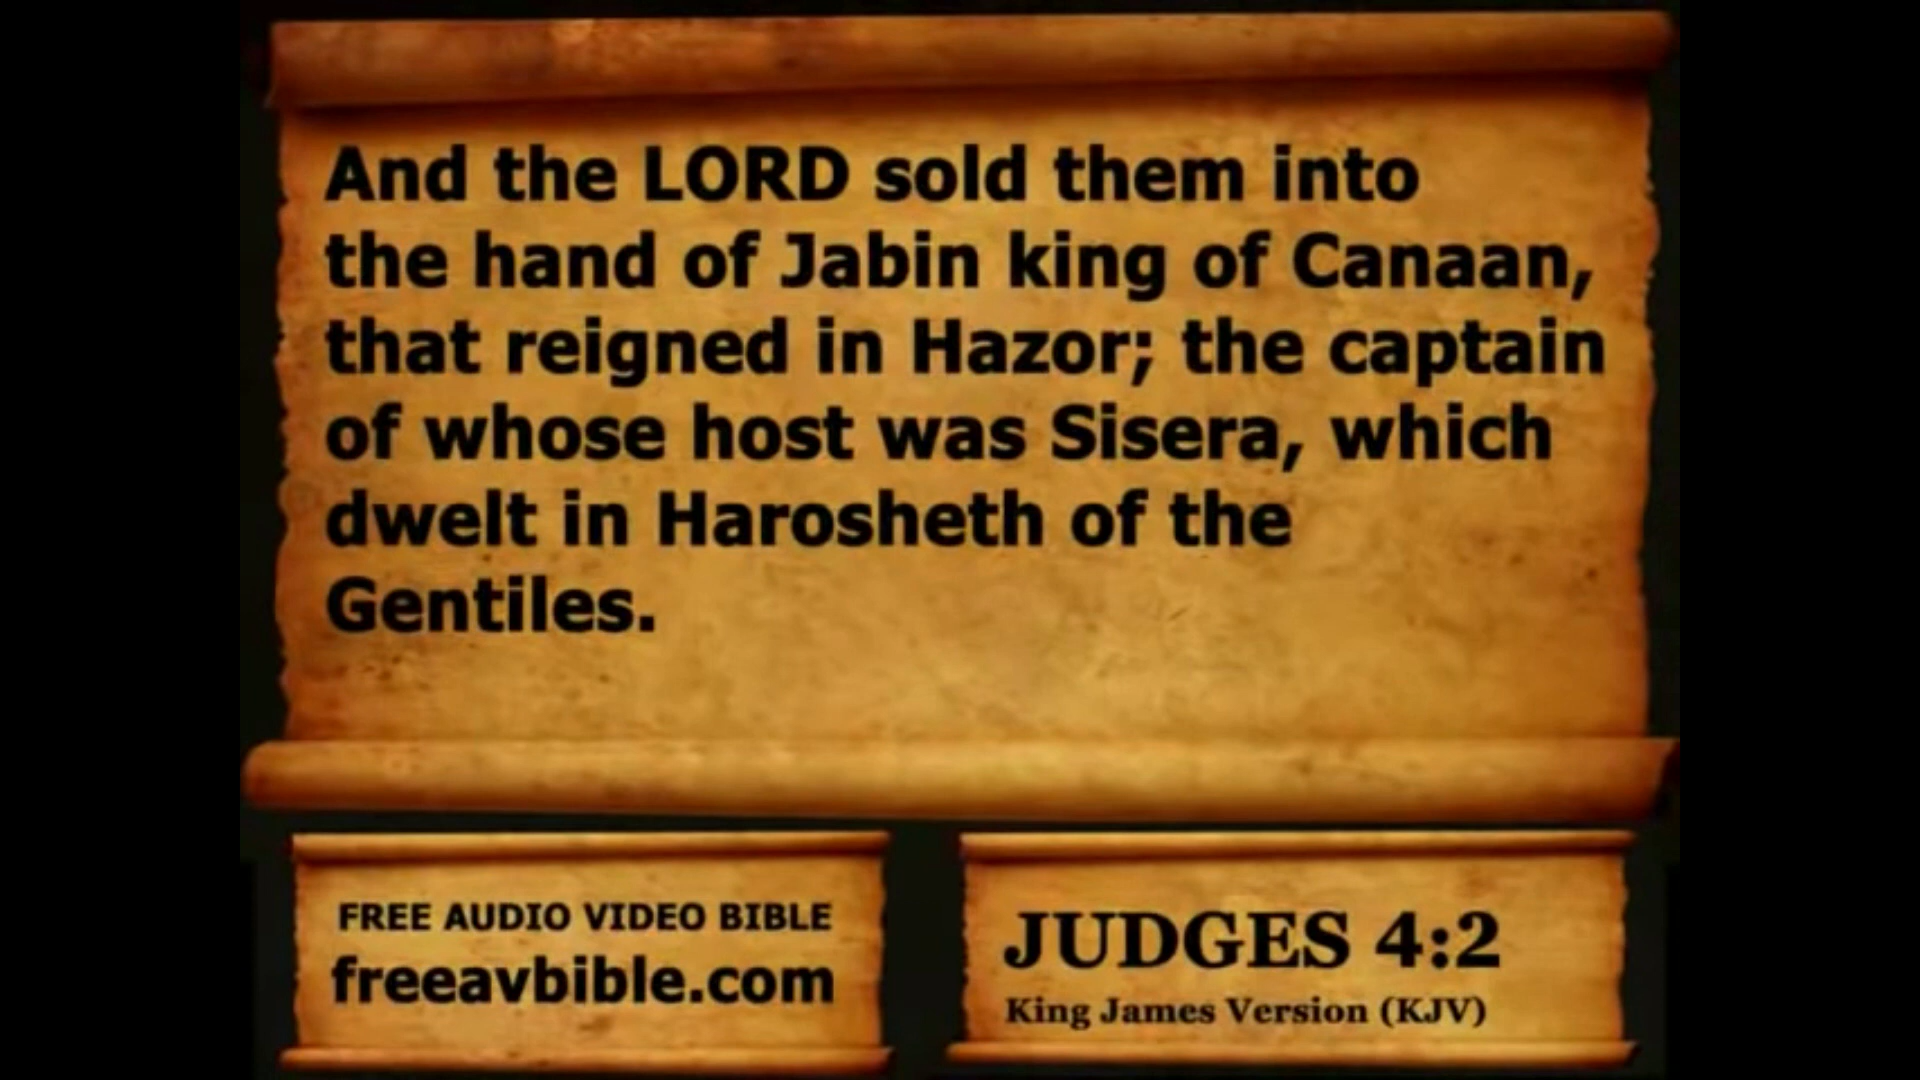 And the LORD sold them into
the hand of Jabin king of Canaan,
that reigned in Hazor; the captain
of whose host was Sisera, which
dwelt in Harosheth of the
Gentiles.
FREE AUDIO VIDEO BIBLE
freeavbible.com
JUDGES 4:2
King James Version (KJV)